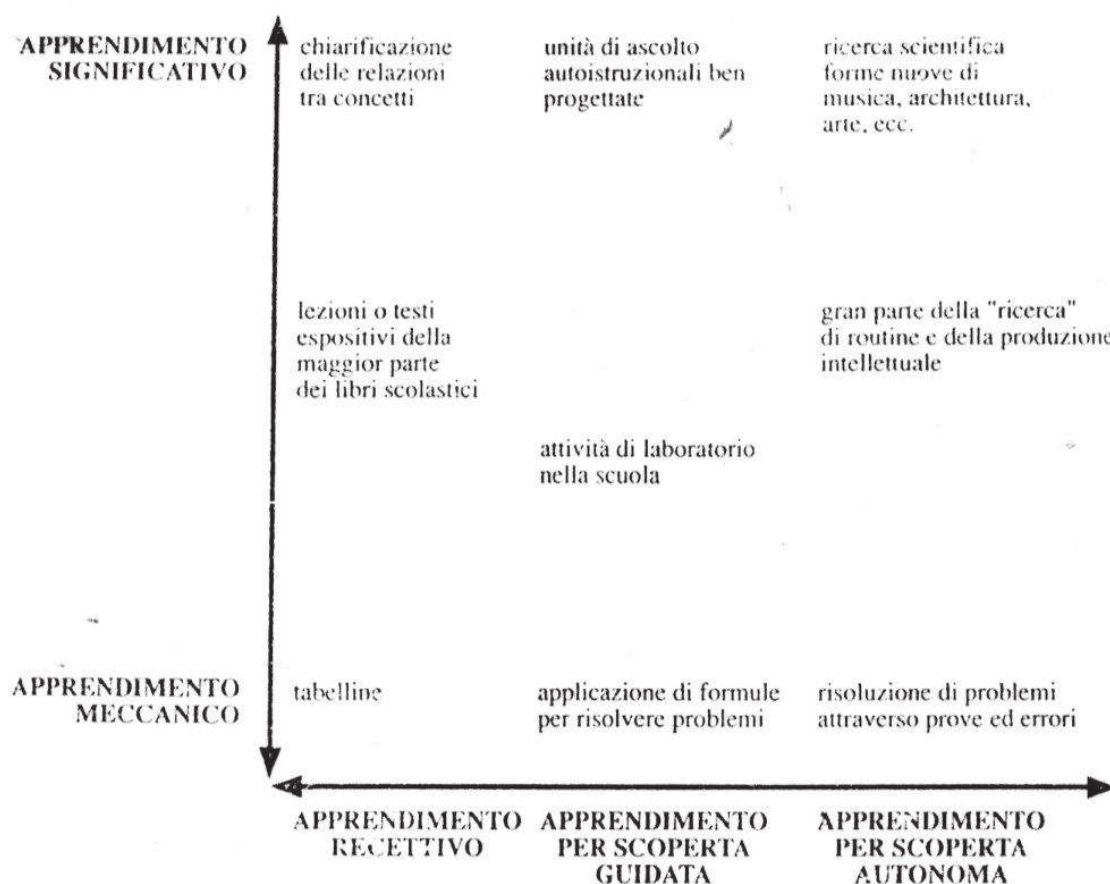 APPRENDIMENTO
SIGNIFICATIVO
chiarificazione
delle relazioni
tra concetti
unità di ascolto
autoistruzionali ben
progettate
ricerca scientifica
forme nuove di
musica, architettura,
arte, ecc.
lezioni o testi
espositivi della
maggior parte
dei libri scolastici
gran parte della "ricerca"
di routine e della produzione
intellettuale
attività di laboratorio
nella scuola
APPRENDIMENTO
MECCANICO
tabelline
applicazione di formule
per risolvere problemi
risoluzione di problemi
attraverso prove ed errori
APPRENDIMENTO
RECETTIVO
APPRENDIMENTO
PER SCOPERTA
GUIDATA
APPRENDIMENTO
PER SCOPERTA
AUTONOMA